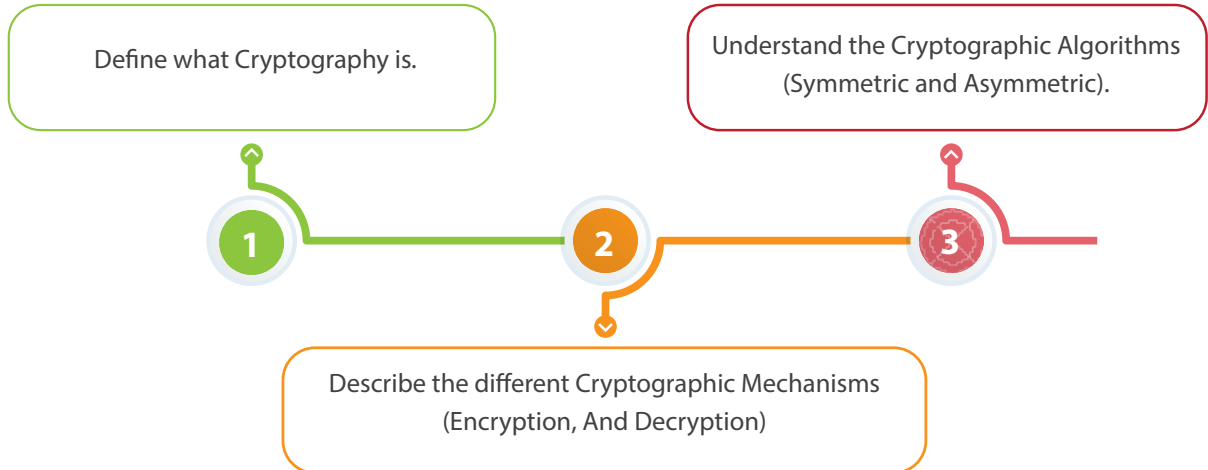 Define what Cryptography is.
Understand the Cryptographic Algorithms
(Symmetric and Asymmetric).
1
2
3
Describe the different Cryptographic Mechanisms
(Encryption, And Decryption)